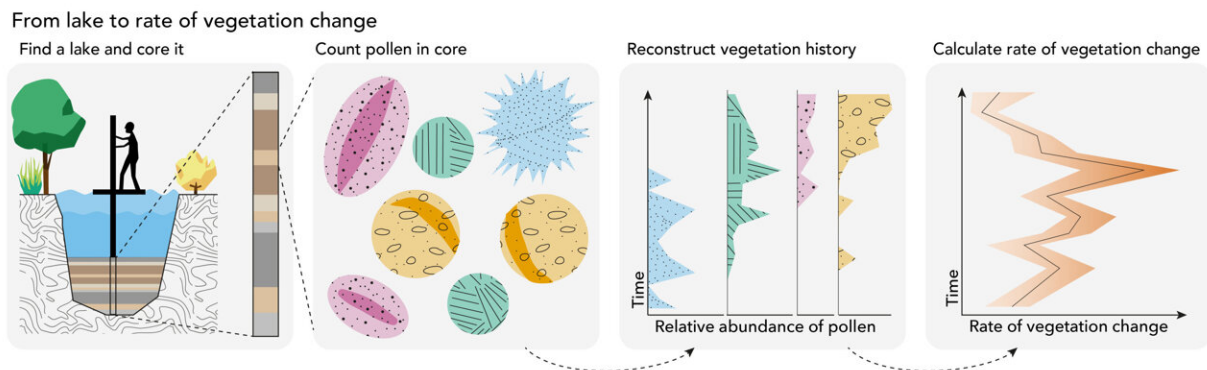 From lake to rate of vegetation change
Find a lake and core it
Count pollen in core
Reconstruct vegetation history
Calculate rate of vegetation change
Time
Relative abundance of pollen
Time
Rate of vegetation change